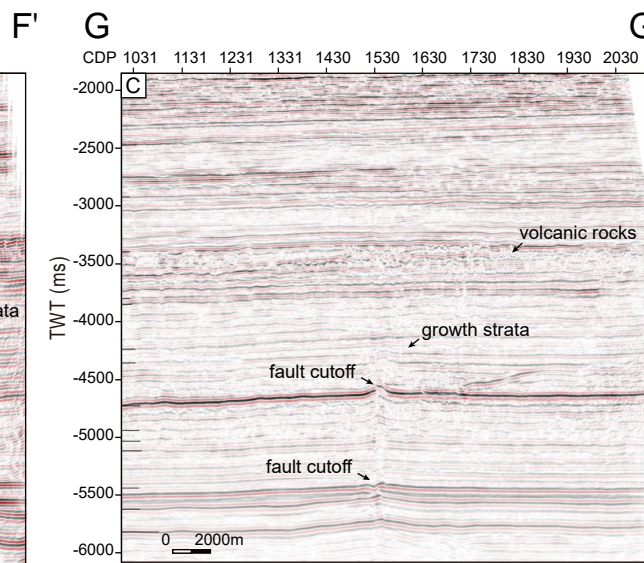 F' G G
CDP 1031 1131 1231 1331 1430 1530 1630 1730 1830 1930 2030
C
-2000
-2500
-3000
volcanic rocks
-3500
ata
TWT (ms)
-4000
growth strata
fault cutoff
-4500
-5000
fault cutoff
-5500
0 2000m
-6000